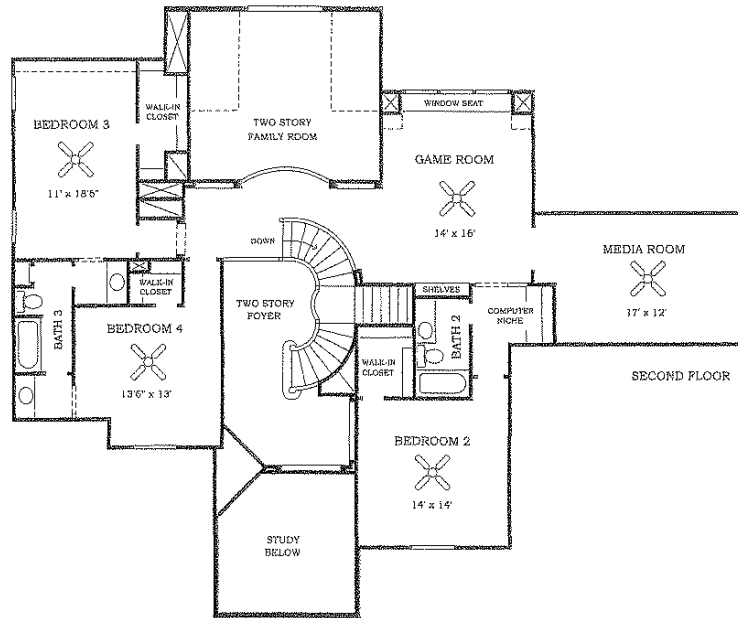 BEDROOM 3
11' x 18'6"
WALK-IN
CLOSET
TWO STORY
FAMILY ROOM
WINDOW SEAT
GAME ROOM
14' x 16'
MEDIA ROOM
17' x 12'
DOWN
SHELVES
COMPUTER
NICHE
WALK-IN
CLOSET
TWO STORY
FOYER
BATH 3
BEDROOM 4
13'6" x 13'
BATH 2
WALK-IN
CLOSET
SECOND FLOOR
BEDROOM 2
14' x 14'
STUDY
BELOW